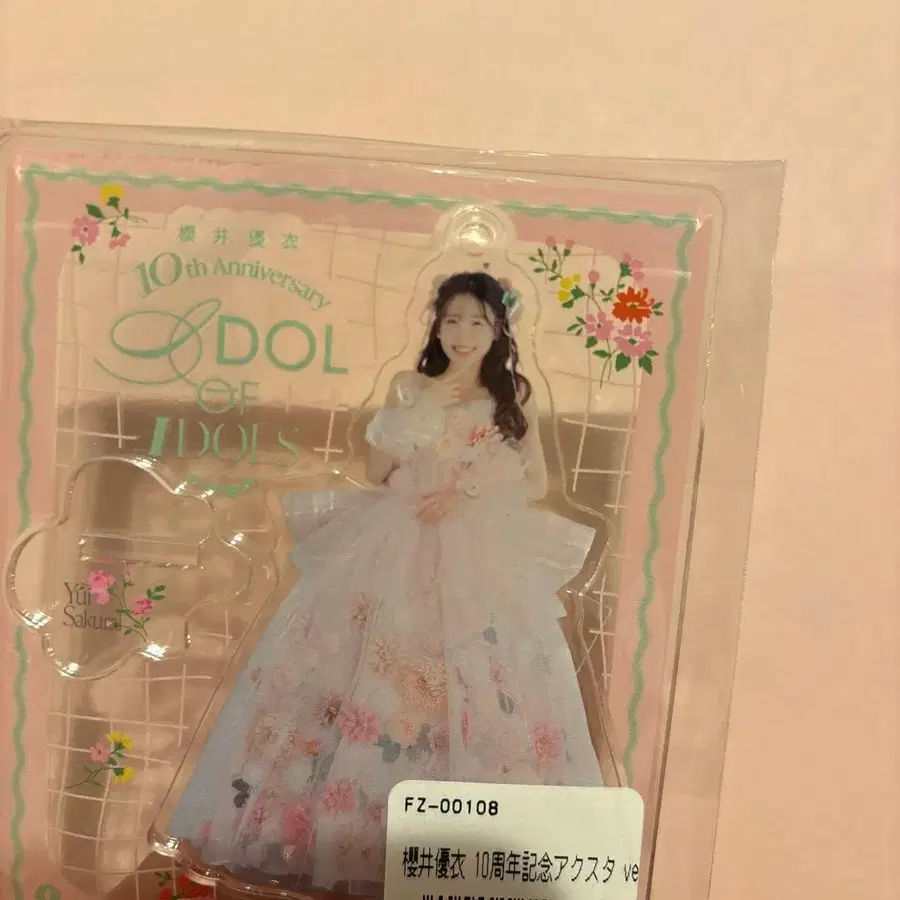 櫻井優衣
10th Anniversary
IDOL
OF
IDOLS
Yui
Sakurai
FZ-00108
櫻井優衣 10周年記念アクスタ ve